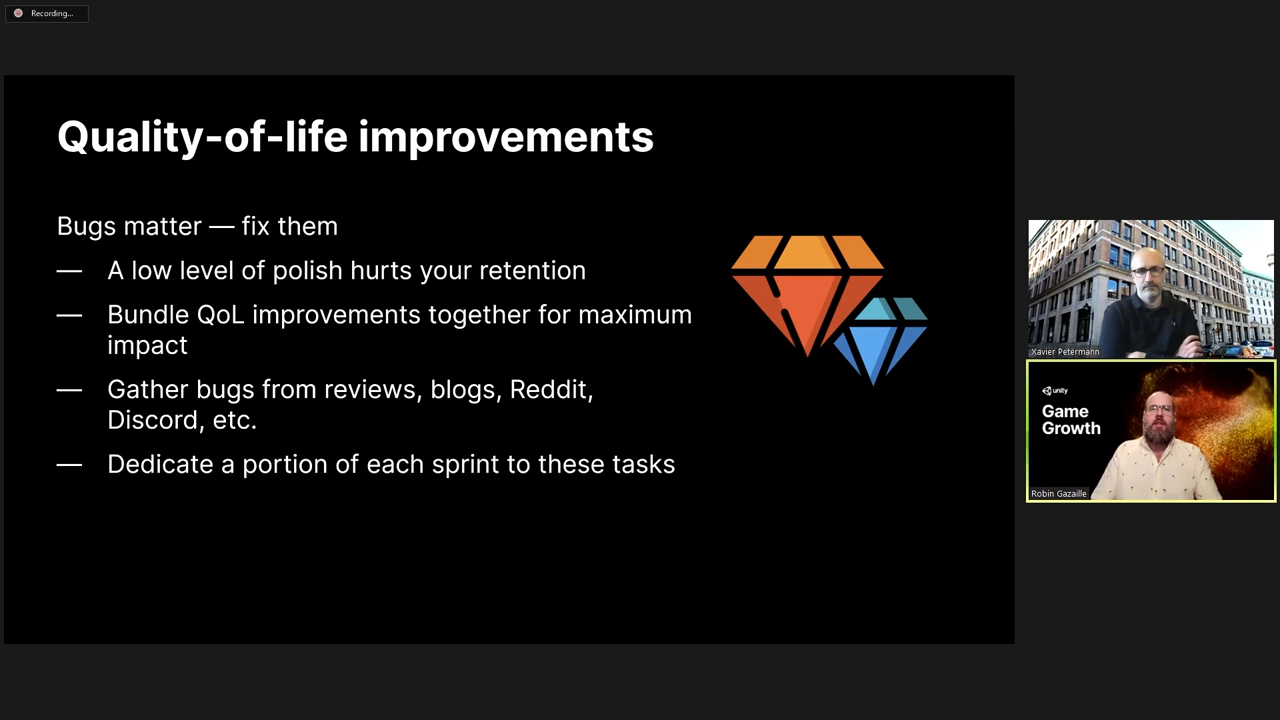 Recording...
Quality-of-life improvements
Bugs matter — fix them
— A low level of polish hurts your retention
— Bundle QoL improvements together for maximum
impact
— Gather bugs from reviews, blogs, Reddit,
Discord, etc.
— Dedicate a portion of each sprint to these tasks
Xavier Petermann
unity
Game
Growth
Robin Gazaille